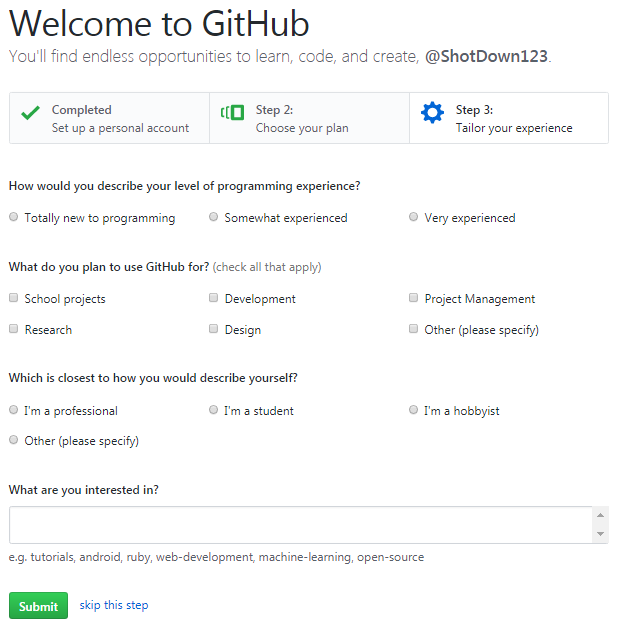 Welcome to GitHub
You'll find endless opportunities to learn, code, and create, @ShotDown123.
Completed
Set up a personal account
Step 2:
Choose your plan
Step 3:
Tailor your experience
How would you describe your level of programming experience?
Totally new to programming Somewhat experienced Very experienced
What do you plan to use GitHub for? (check all that apply)
School projects Development Project Management
Research Design Other (please specify)
Which is closest to how you would describe yourself?
I'm a professional I'm a student I'm a hobbyist
Other (please specify)
What are you interested in?
e.g. tutorials, android, ruby, web-development, machine-learning, open-source
Submit skip this step